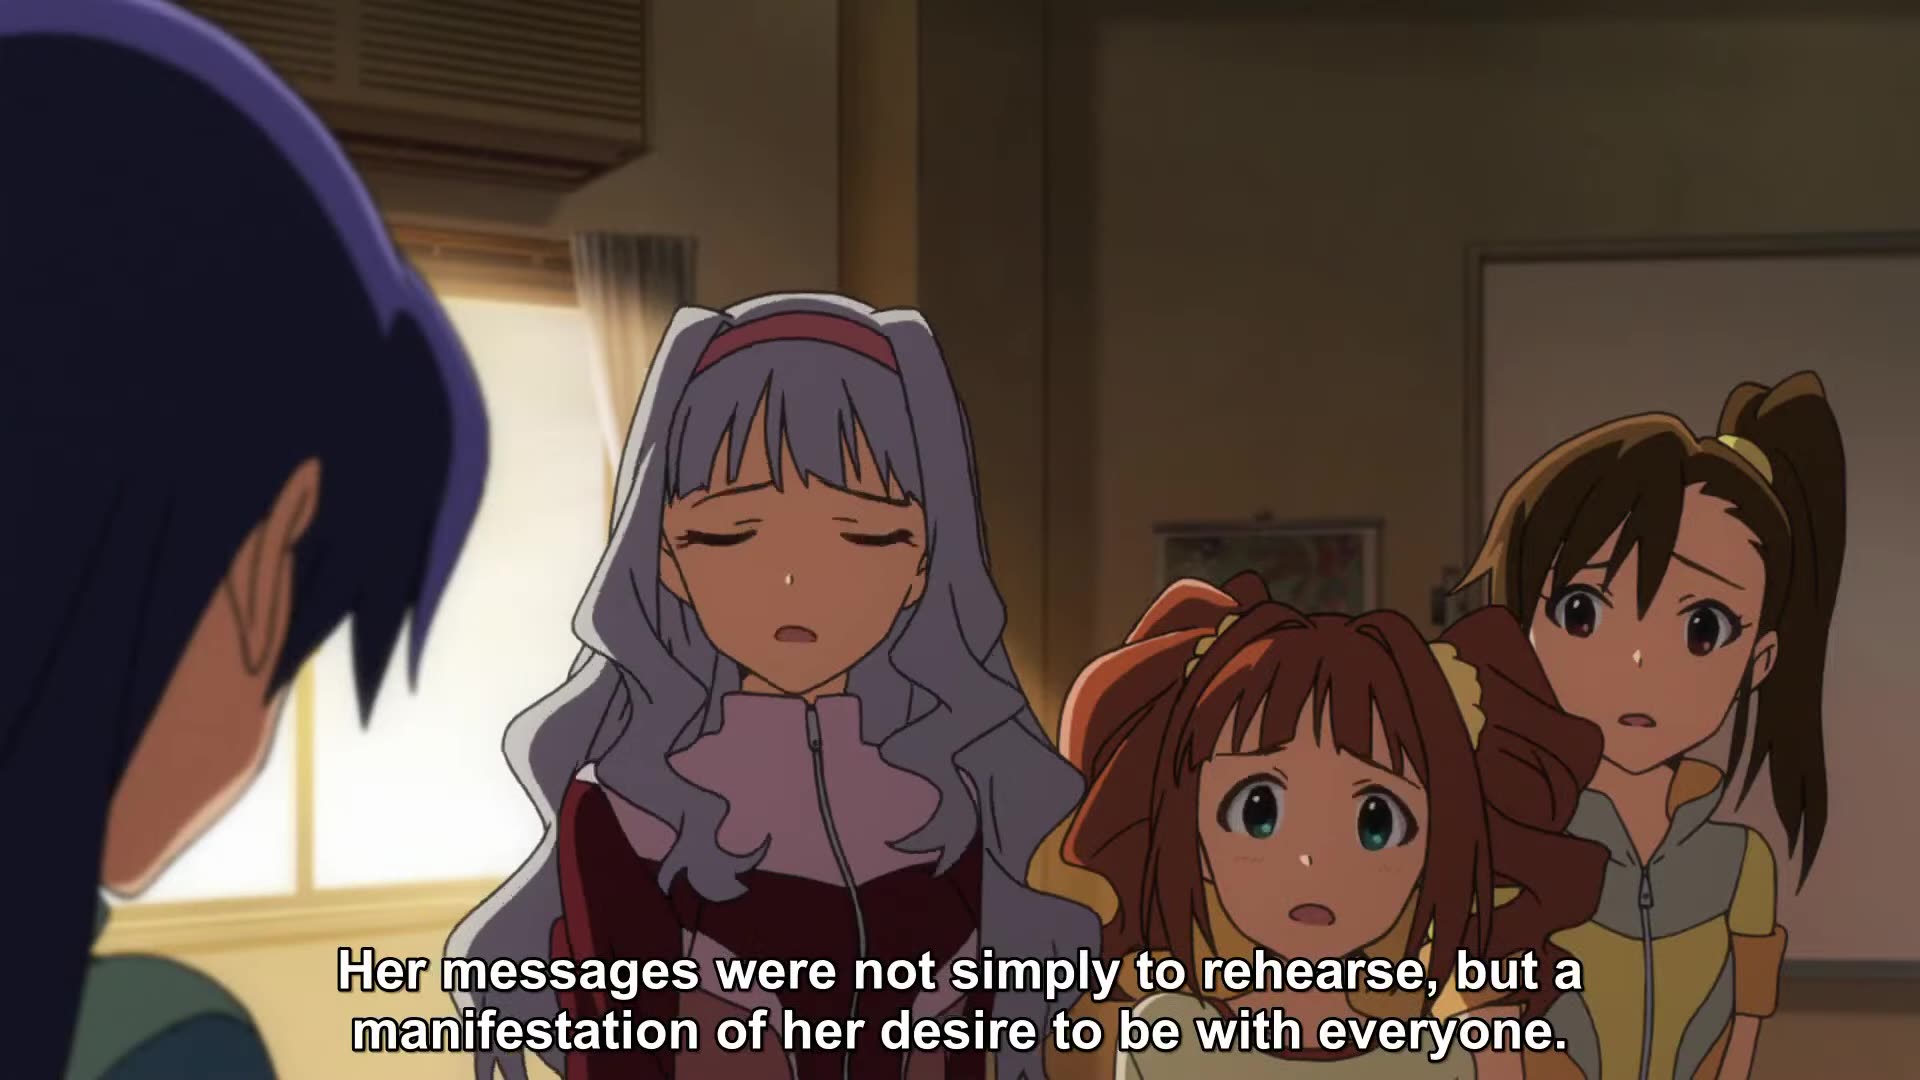 Her messages were not simply to rehearse, but a
manifestation of her desire to be with everyone.